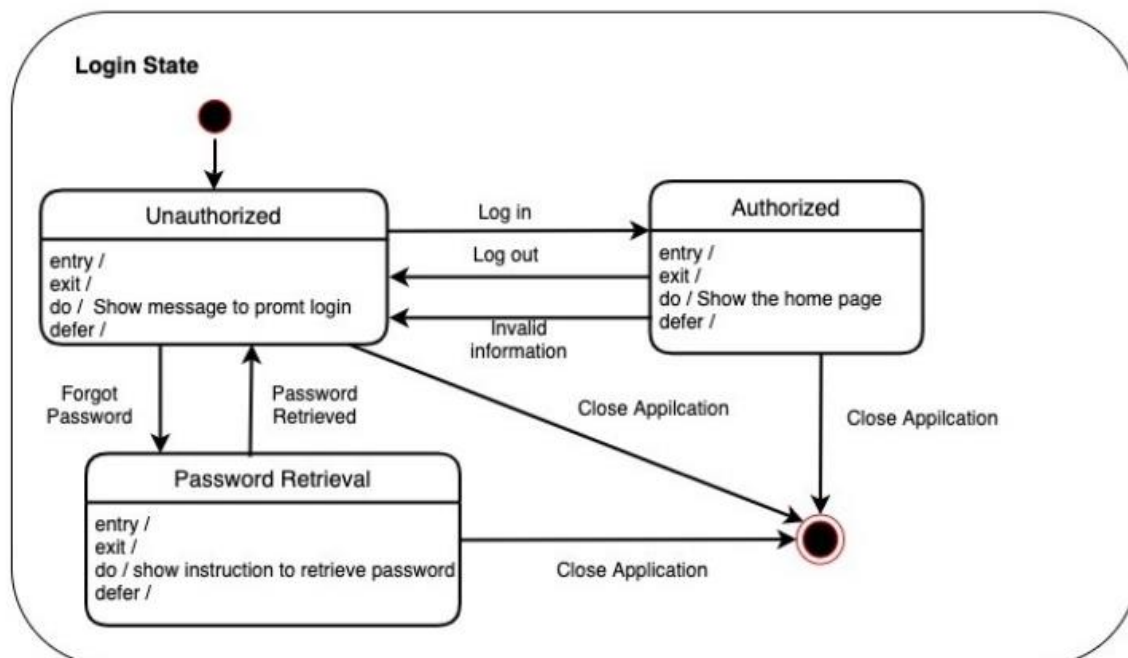 Login State
Unauthorized
entry /
exit /
do /  Show message to promt login
defer /
Log in
Log out
Invalid
information
Authorized
entry /
exit /
do / Show the home page
defer /
Forgot
Password
Password
Retrieved
Close Appilcation
Close Application
Password Retrieval
entry /
exit /
do / show instruction to retrieve password
defer /
Close Application